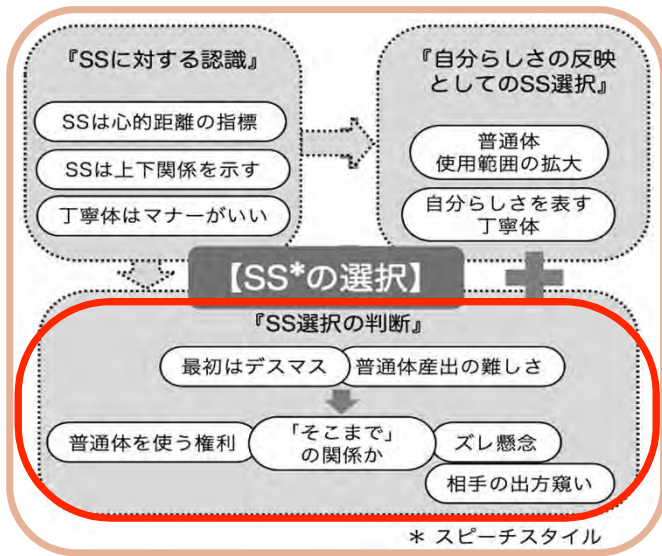 『SSに対する認識』
SSは心的距離の指標
SSは上下関係を示す
丁寧体はマナーがいい
『自分らしさの反映
としてのSS選択』
普通体
使用範囲の拡大
自分らしさを表す
丁寧体
【SS*の選択】
『SS選択の判断』
最初はデスマス
普通体産出の難しさ
普通体を使う権利
「そこまで」
の関係か
ズレ懸念
相手の出方窺い
* スピーチスタイル